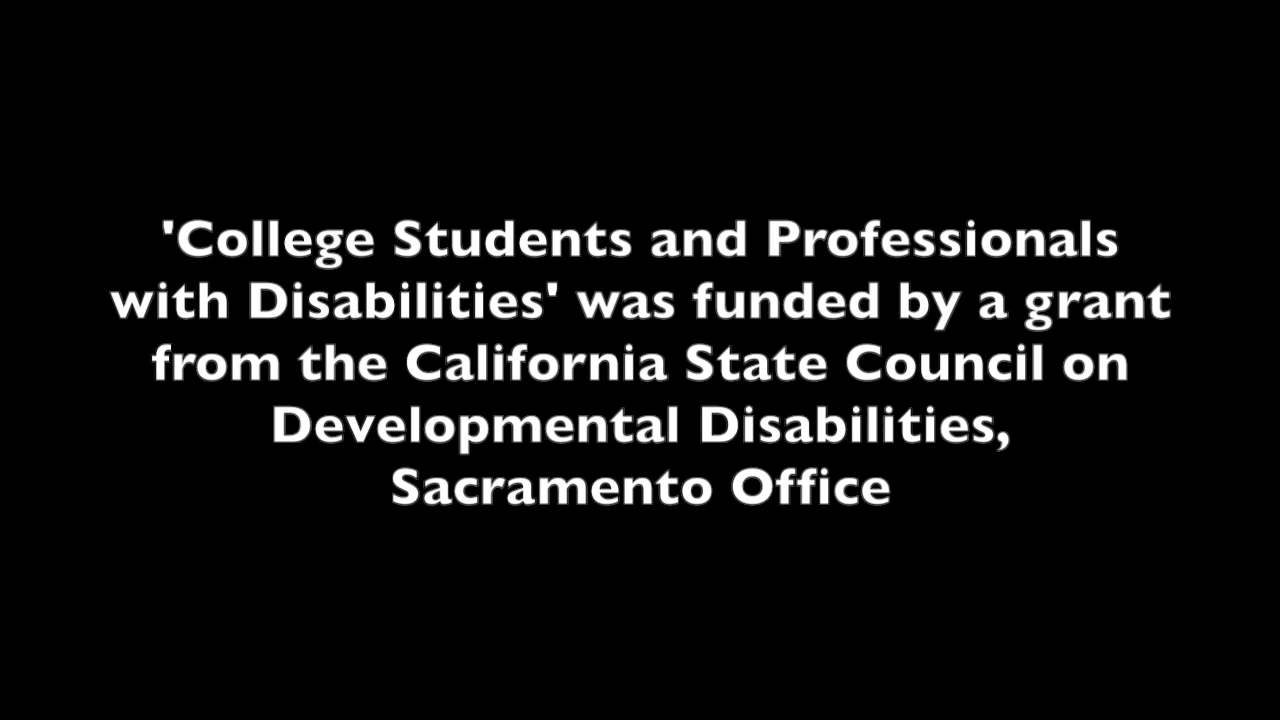 'College Students and Professionals
with Disabilities' was funded by a grant
from the California State Council on
Developmental Disabilities,
Sacramento Office